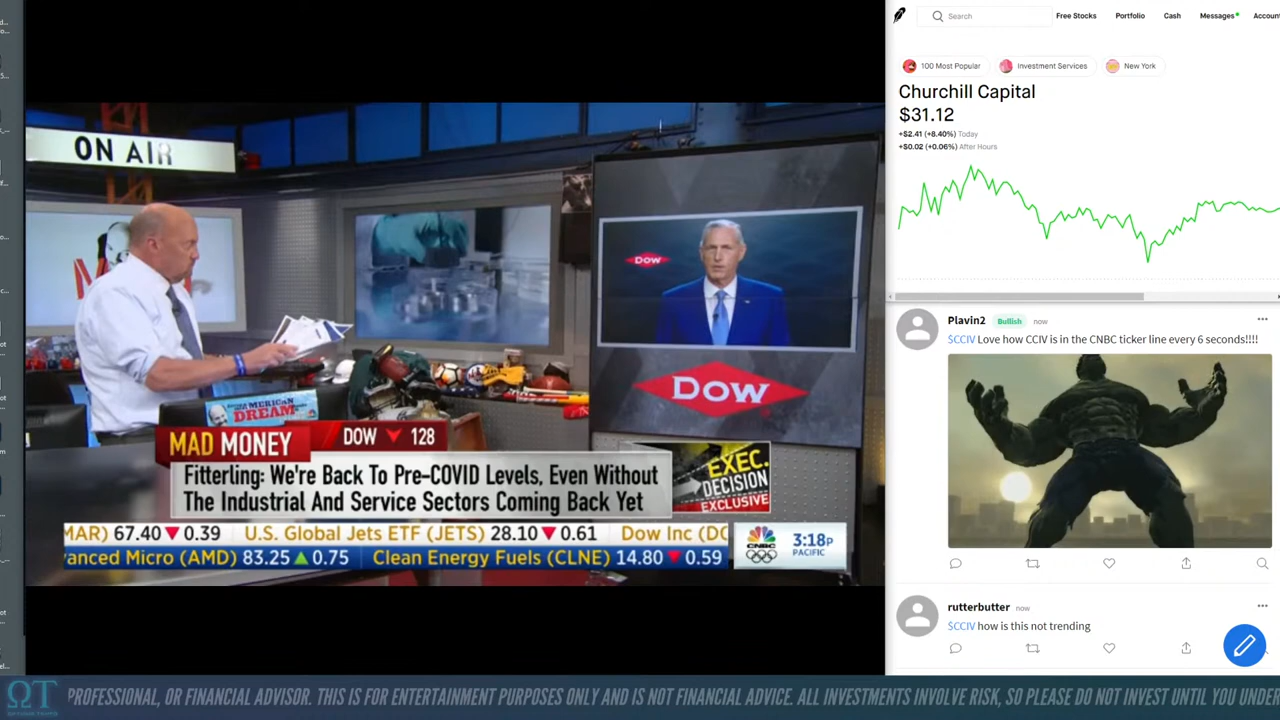 ON AIR
DOW
DOW
AMERICAN
DREAM
MAD MONEY
DOW ▼ 128
Fitterling: We're Back To Pre-COVID Levels, Even Without
The Industrial And Service Sectors Coming Back Yet
EXEC.
DECISION
EXCLUSIVE
MAR) 67.40 ▼ 0.39 U.S. Global Jets ETF (JETS) 28.10 ▼ 0.61 Dow Inc (DO
vanced Micro (AMD) 83.25 ▲ 0.75 Clean Energy Fuels (CLNE) 14.80 ▼ 0.59
CNBC
3:18P
PACIFIC
Search
Free Stocks
Portfolio
Cash
Messages
Accoun
100 Most Popular
Investment Services
New York
Churchill Capital
$31.12
+$2.41 (+8.40%) Today
+$0.02 (+0.06%) After Hours
Plavin2 Bullish now
$CCIV Love how CCIV is in the CNBC ticker line every 6 seconds!!!!
rutterbutter now
$CCIV how is this not trending
ΩT
PROFESSIONAL, OR FINANCIAL ADVISOR. THIS IS FOR ENTERTAINMENT PURPOSES ONLY AND IS NOT FINANCIAL ADVICE. ALL INVESTMENTS INVOLVE RISK, SO PLEASE DO NOT INVEST UNTIL YOU UNDER